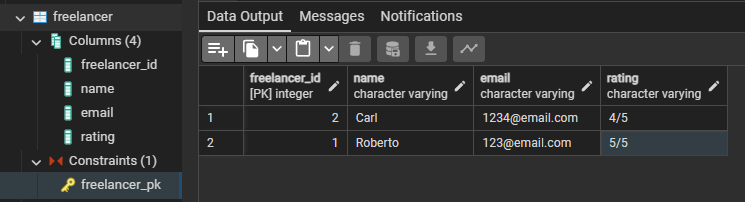 freelancer
Columns (4)
freelancer_id
name
email
rating
Constraints (1)
freelancer_pk
Data Output Messages Notifications
freelancer_id name email rating
[PK] integer character varying character varying character varying
1 2 Carl 1234@email.com 4/5
2 1 Roberto 123@email.com 5/5